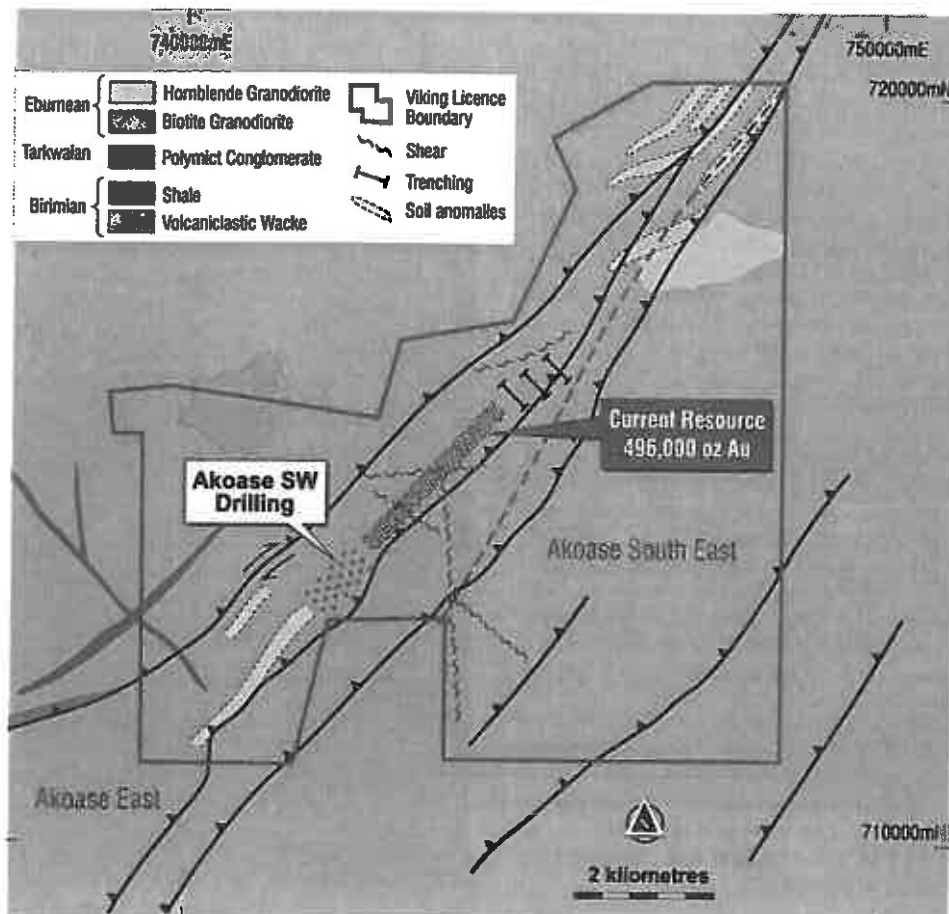 740000mE
750000mE
720000mN
Eburnean
Hornblende Granodiorite
Biotite Granodiorite
Tarkwaian
Polymict Conglomerate
Birimian
Shale
Volcaniclastic Wacke
Viking Licence
Boundary
Shear
Trenching
Soil anomalies
Current Resource
496,000 oz Au
Akoase SW
Drilling
Akoase South East
Akoase East
710000mN
2 kilometres